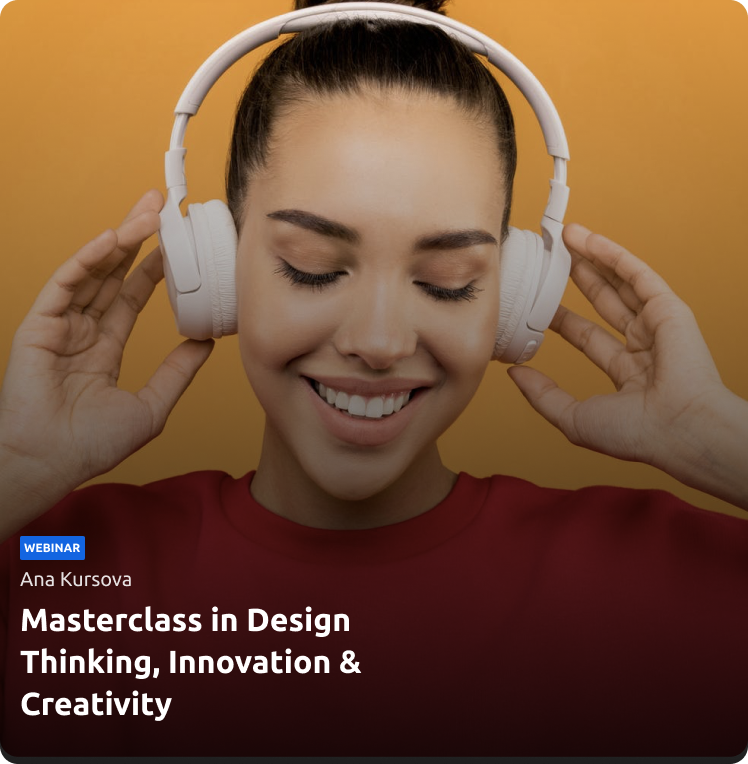 WEBINAR
Ana Kursova
Masterclass in Design
Thinking, Innovation &
Creativity